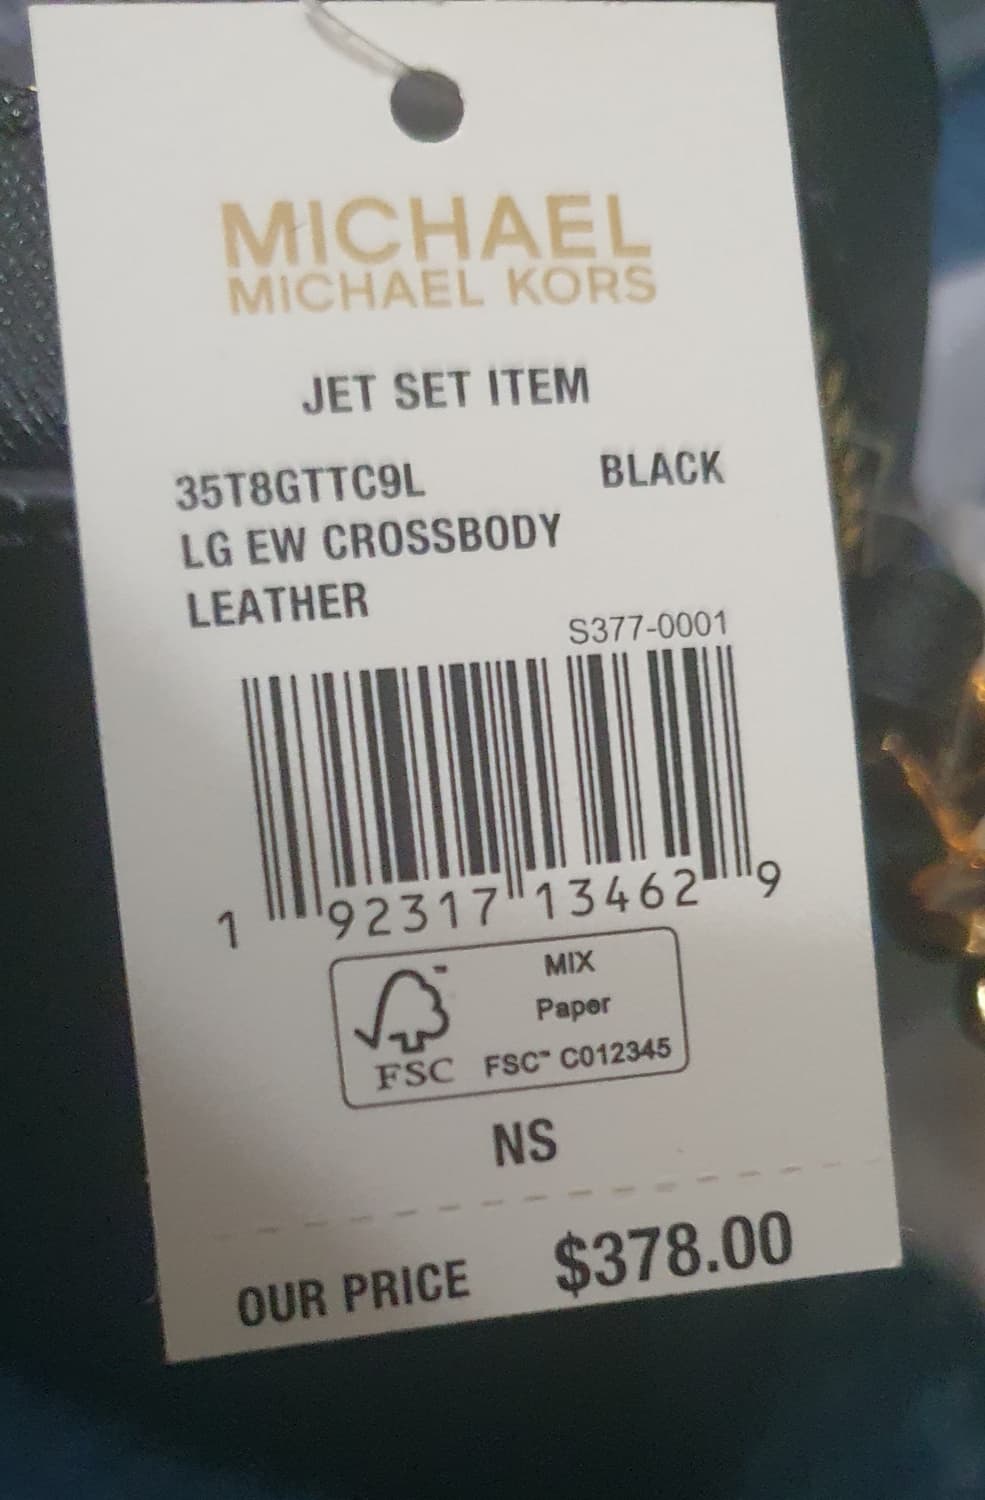 MICHAEL
MICHAEL KORS
JET SET ITEM
35T8GTTC9L BLACK
LG EW CROSSBODY
LEATHER
S377-0001
1 92317 13462 9
MIX
Paper
FSC™ C012345
FSC
NS
OUR PRICE $378.00